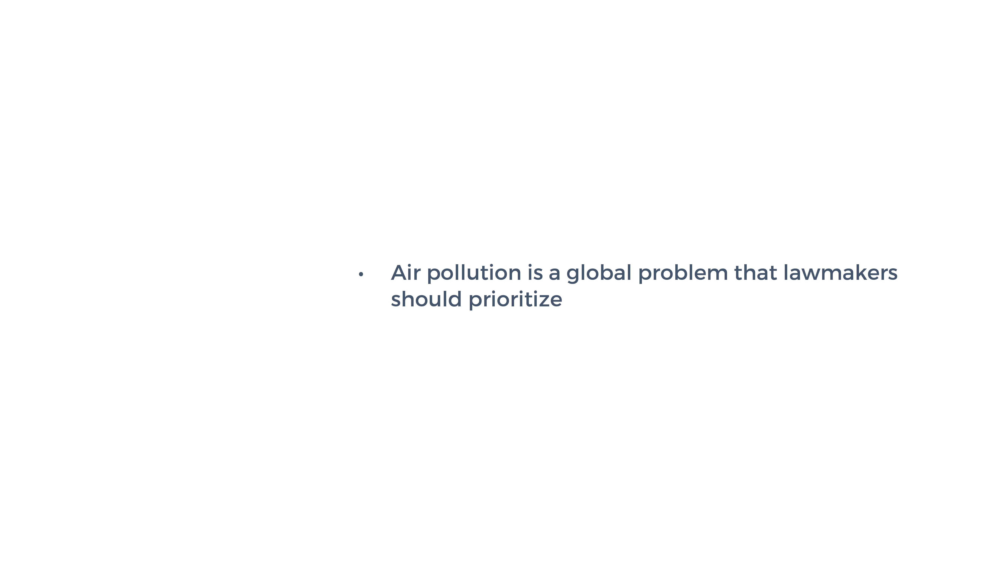 • Air pollution is a global problem that lawmakers
should prioritize